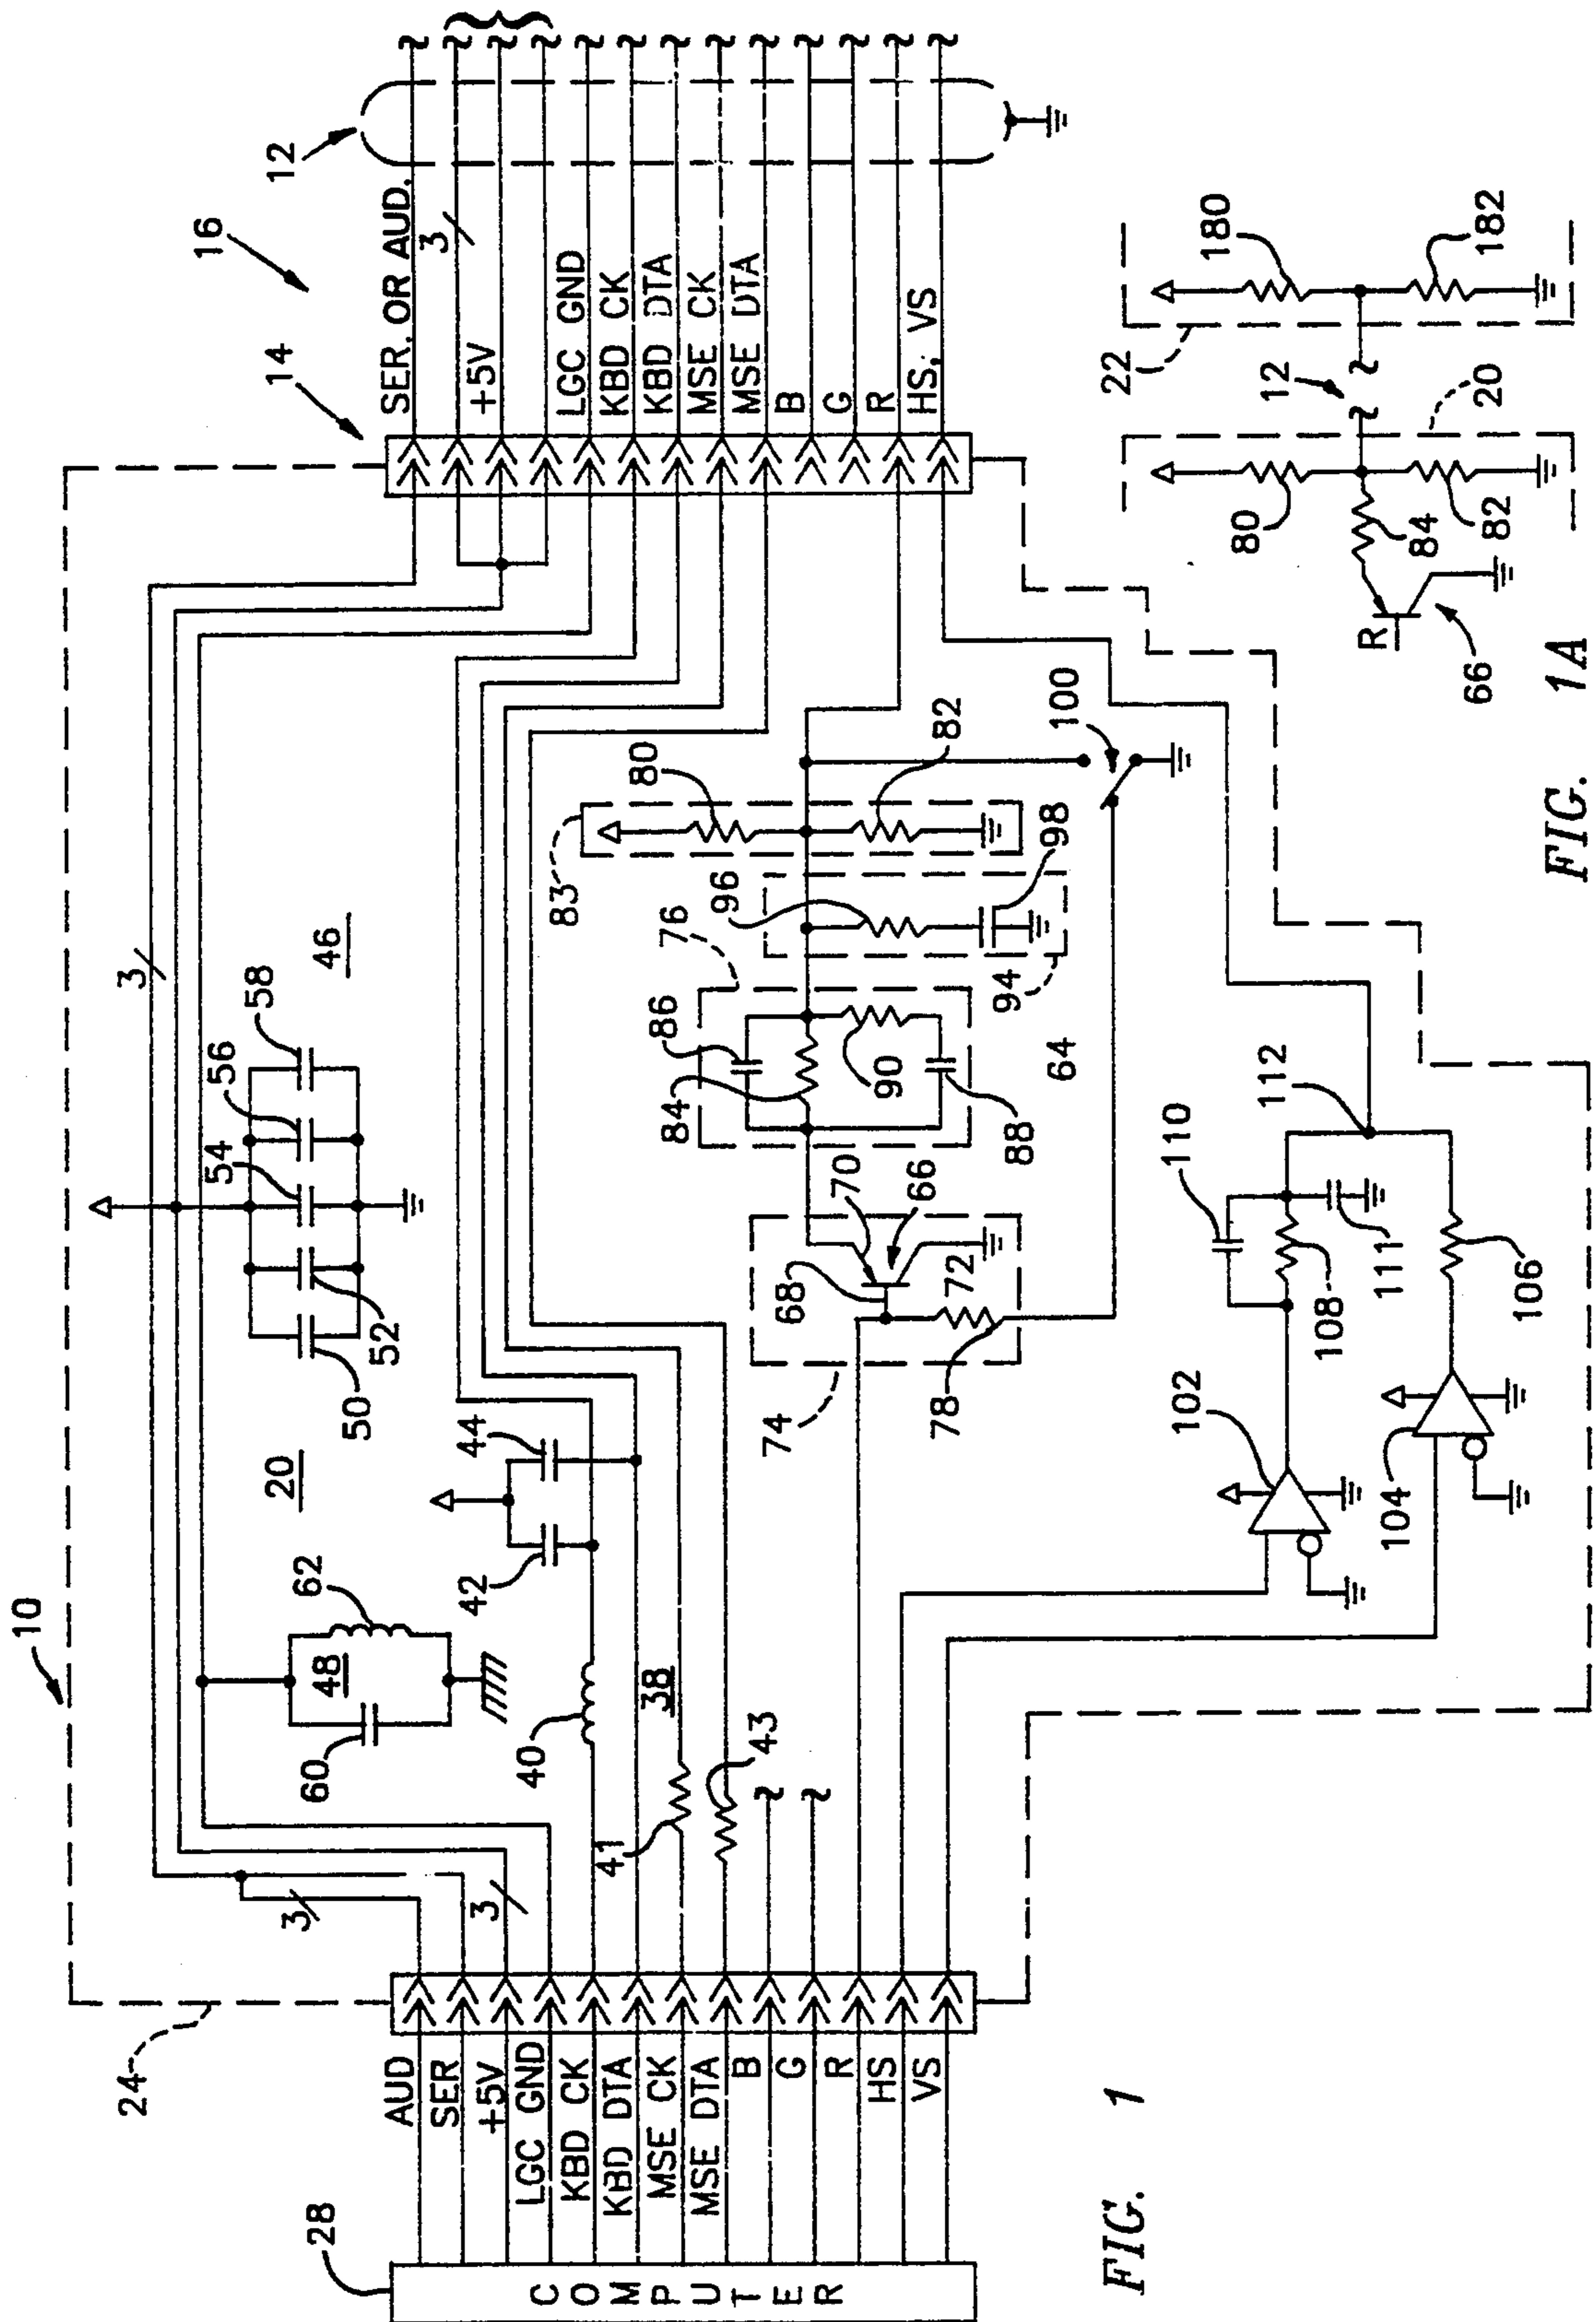 10
24
28
COMPUTER
AUD
SER
+5V
LGC GND
KBD CK
KBD DTA
MSE CK
MSE DTA
B
G
R
HS
VS
3
3
3
60
48
62
20
40
42
44
38
41
43
50
52
54
56
58
46
74
68
70
66
72
78
76
84
86
88
90
64
83
96
94
98
80
82
100
102
104
110
108
111
106
112
16
14
12
SER. OR AUD.
3
+5V
LGC GND
KBD CK
KBD DTA
MSE CK
MSE DTA
B
G
R
HS, VS
FIG. 1
R
66
80
84
82
20
12
22
180
182
FIG. 1A